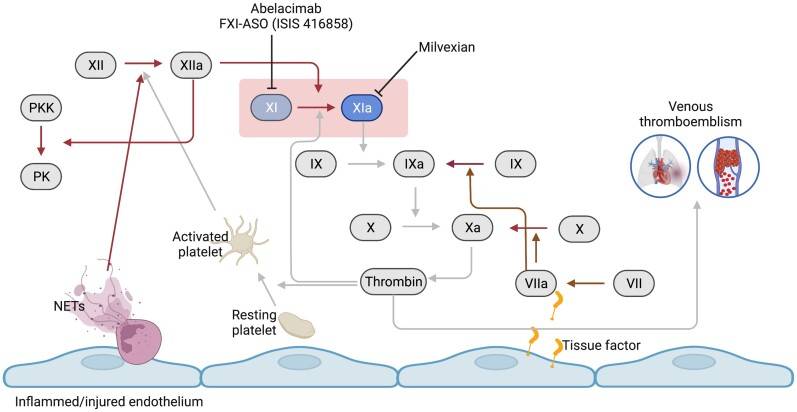 Abelacimab
FXI-ASO (ISIS 416858)
Milvexian
XII
XIIa
PKK
XI
XIa
PK
IX
IXa
IX
Venous
thromboemblism
X
Xa
X
Activated
platelet
Thrombin
VIIa
VII
NETs
Resting
platelet
Tissue factor
Inflammed/injured endothelium